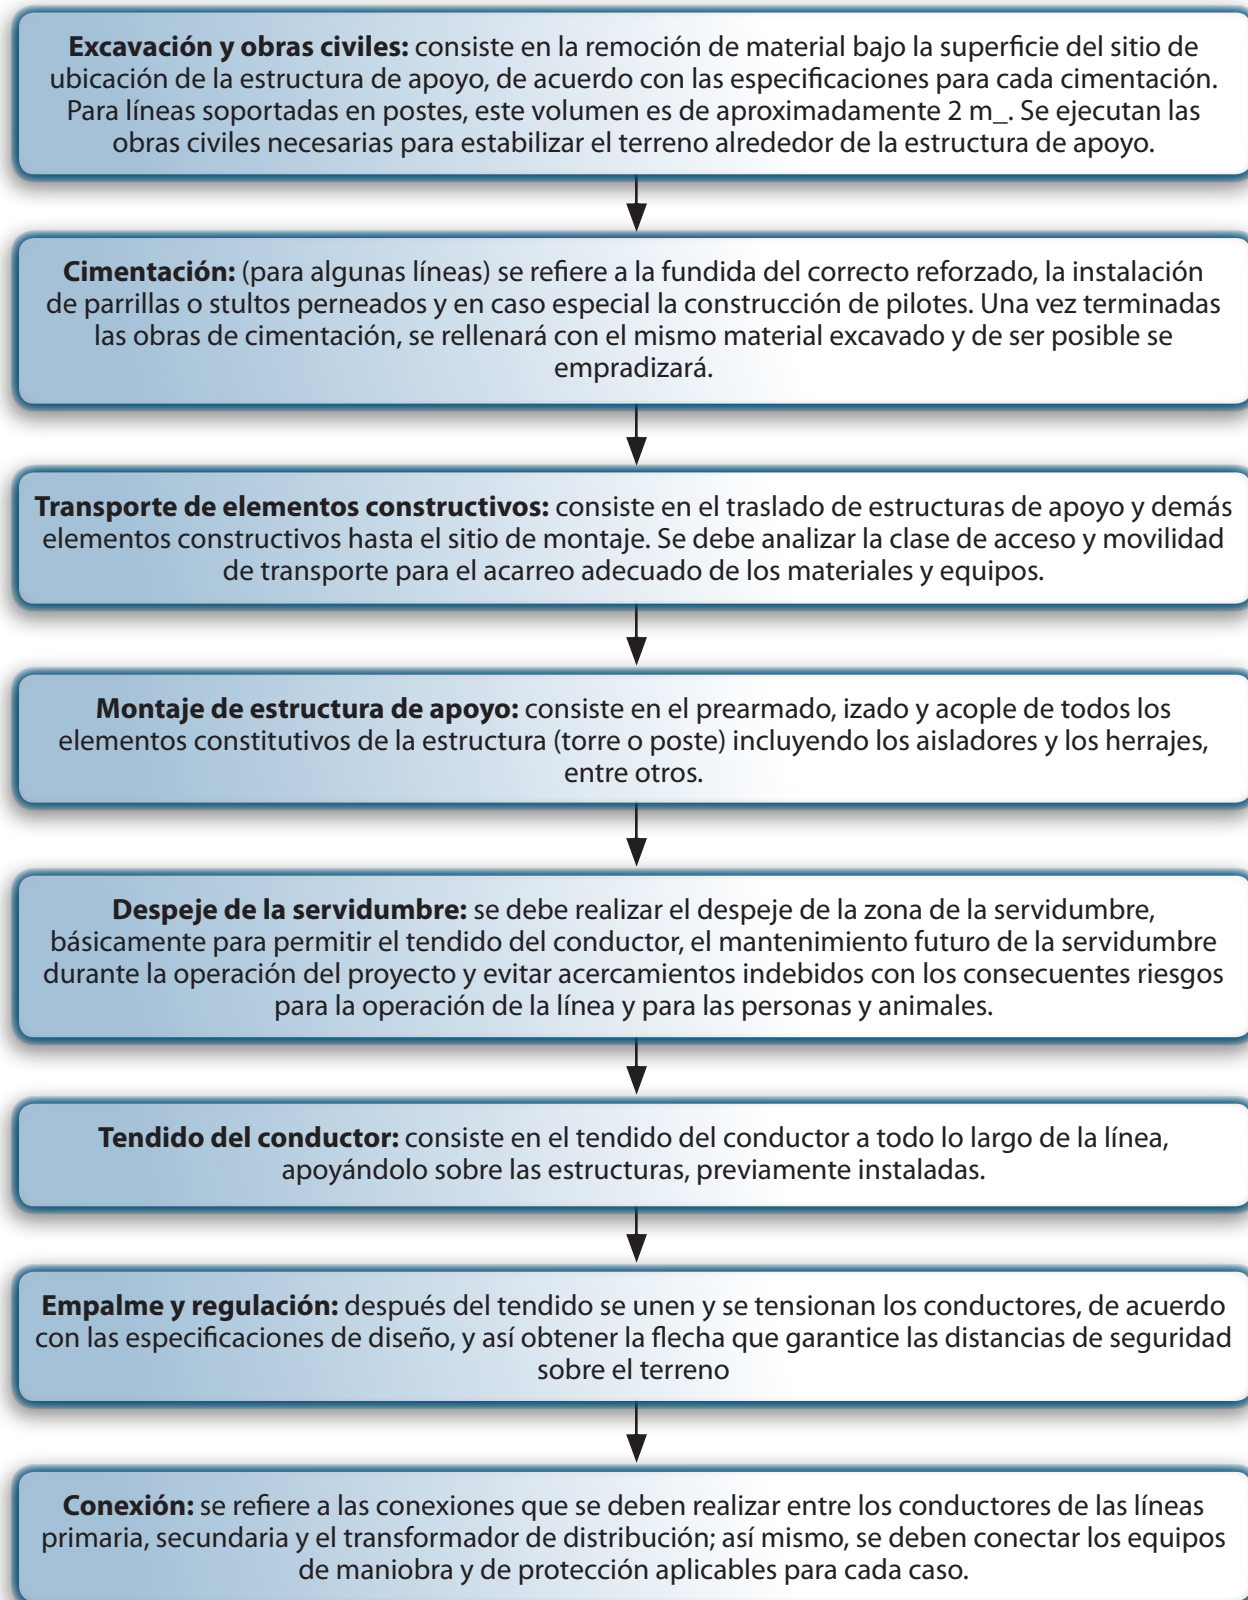 Excavación y obras civiles: consiste en la remoción de material bajo la superficie del sitio de
ubicación de la estructura de apoyo, de acuerdo con las especificaciones para cada cimentación.
Para líneas soportadas en postes, este volumen es de aproximadamente 2 m_. Se ejecutan las
obras civiles necesarias para estabilizar el terreno alrededor de la estructura de apoyo.
Cimentación: (para algunas líneas) se refiere a la fundida del correcto reforzado, la instalación
de parrillas o stultos perneados y en caso especial la construcción de pilotes. Una vez terminadas
las obras de cimentación, se rellenará con el mismo material excavado y de ser posible se
empradizará.
Transporte de elementos constructivos: consiste en el traslado de estructuras de apoyo y demás
elementos constructivos hasta el sitio de montaje. Se debe analizar la clase de acceso y movilidad
de transporte para el acarreo adecuado de los materiales y equipos.
Montaje de estructura de apoyo: consiste en el prearmado, izado y acople de todos los
elementos constitutivos de la estructura (torre o poste) incluyendo los aisladores y los herrajes,
entre otros.
Despeje de la servidumbre: se debe realizar el despeje de la zona de la servidumbre,
básicamente para permitir el tendido del conductor, el mantenimiento futuro de la servidumbre
durante la operación del proyecto y evitar acercamientos indebidos con los consecuentes riesgos
para la operación de la línea y para las personas y animales.
Tendido del conductor: consiste en el tendido del conductor a todo lo largo de la línea,
apoyándolo sobre las estructuras, previamente instaladas.
Empalme y regulación: después del tendido se unen y se tensionan los conductores, de acuerdo
con las especificaciones de diseño, y así obtener la flecha que garantice las distancias de seguridad
sobre el terreno
Conexión: se refiere a las conexiones que se deben realizar entre los conductores de las líneas
primaria, secundaria y el transformador de distribución; así mismo, se deben conectar los equipos
de maniobra y de protección aplicables para cada caso.